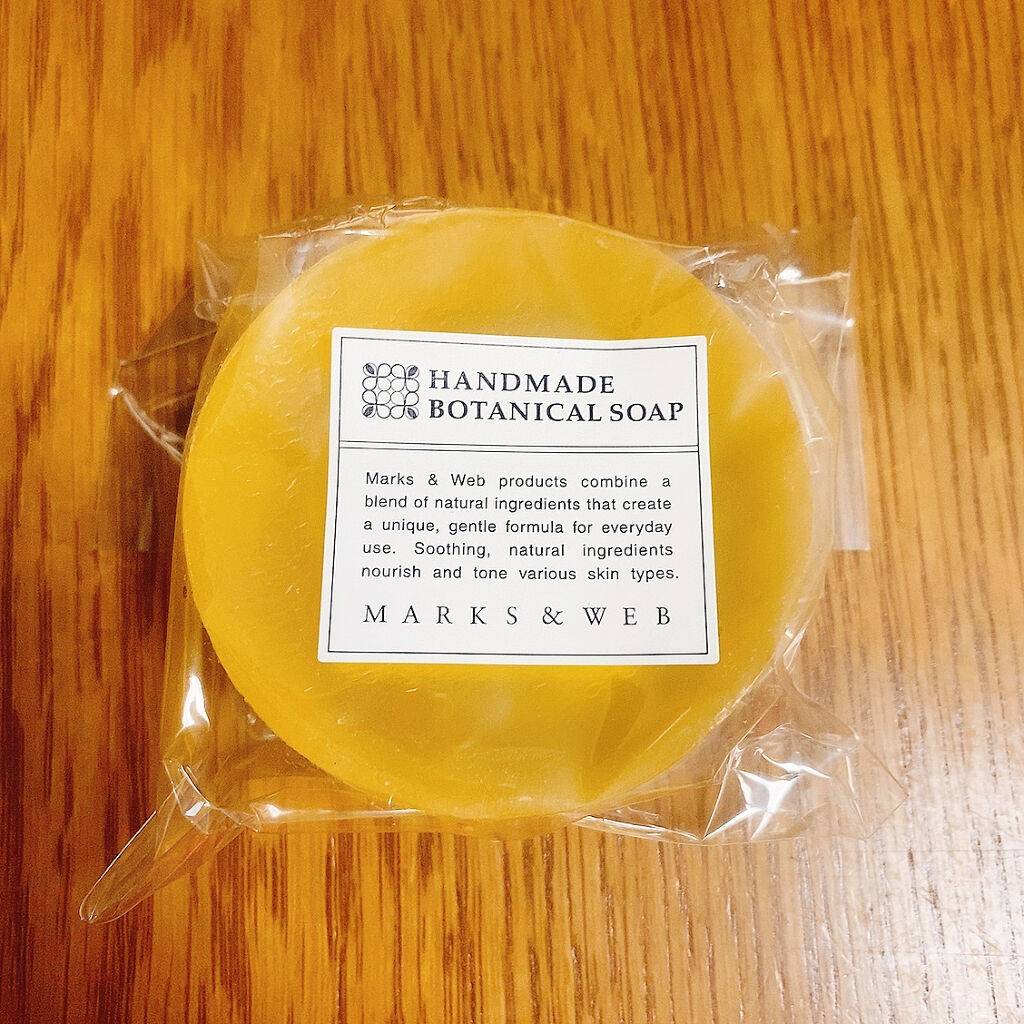 HANDMADE
BOTANICAL SOAP
Marks & Web products combine a
blend of natural ingredients that create
a unique, gentle formula for everyday
use. Soothing, natural ingredients
nourish and tone various skin types.
MARKS & WEB